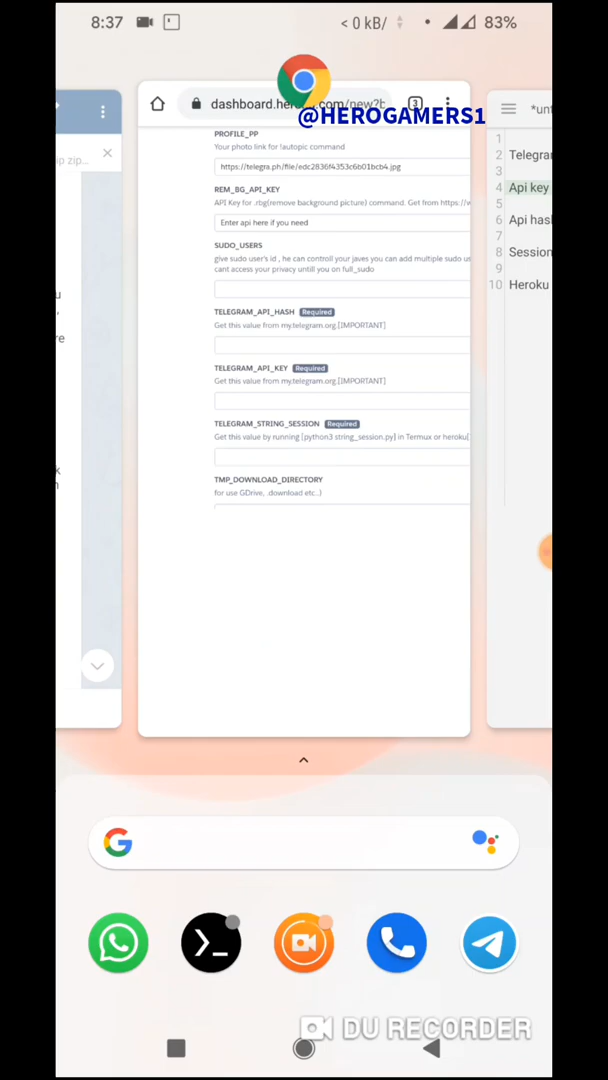 8:37
< 0 kB/
83%
dashboard.her
.com/new?t
3
@HEROGAMERS1
*un
PROFILE_PP
Your photo link for !autopic command
ip zip...
https://telegra.ph/file/edc2836f4353c6b01bcb4.jpg
REM_BG_API_KEY
API Key for .rbg(remove background picture) command. Get from https://w
Enter api here if you need
SUDO_USERS
give sudo user's id , he can controll your javes you can add multiple sudo us
cant access your privacy untill you on full_sudo
TELEGRAM_API_HASH Required
Get this value from my.telegram.org.[IMPORTANT]
TELEGRAM_API_KEY Required
Get this value from my.telegram.org.[IMPORTANT]
TELEGRAM_STRING_SESSION Required
Get this value by running [python3 string_session.py] in Termux or heroku[
TMP_DOWNLOAD_DIRECTORY
for use GDrive, .download etc..)
1
2 Telegra
3
4 Api key
5
6 Api has
7
8 Session
9
10 Heroku
u
,
re
k
n
DU RECORDER